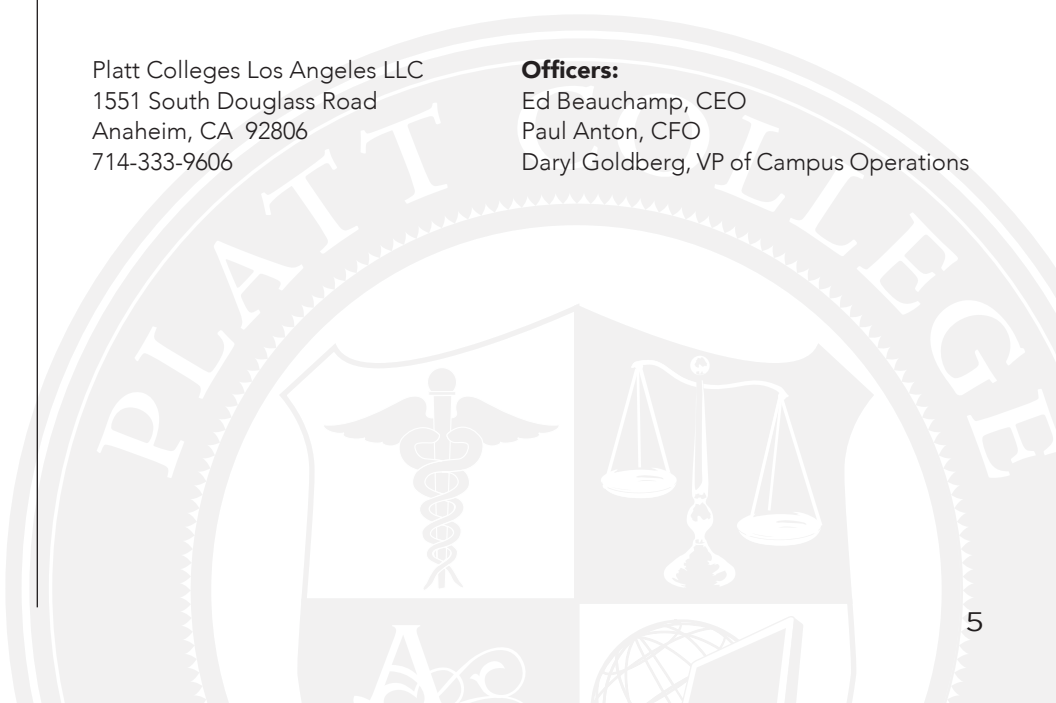 Platt Colleges Los Angeles LLC
1551 South Douglass Road
Anaheim, CA 92806
714-333-9606
Officers:
Ed Beauchamp, CEO
Paul Anton, CFO
Daryl Goldberg, VP of Campus Operations
PLATT COLLEGE
5